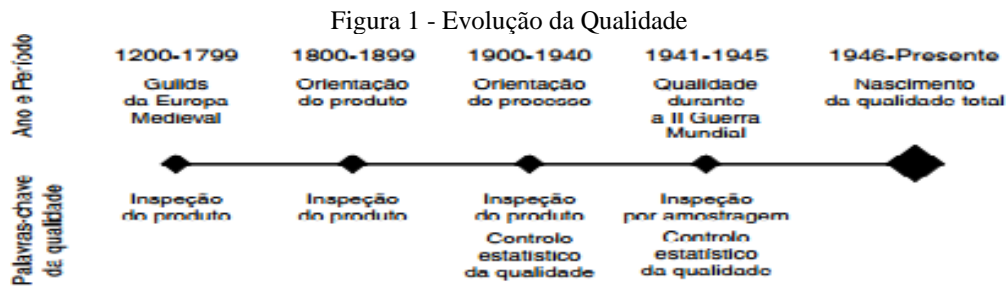 Figura 1 - Evolução da Qualidade
Ano e Período
1200-1799
Guilds
da Europa
Medieval
1800-1899
Orientação
do produto
1900-1940
Orientação
do processo
1941-1945
Qualidade
durante
a II Guerra
Mundial
1946-Presente
Nascimento
da qualidade total
Palavras-chave
da qualidade
Inspeção
do produto
Inspeção
do produto
Inspeção
do produto
Controlo
estatístico
da qualidade
Inspeção
por amostragem
Controlo
estatístico
da qualidade